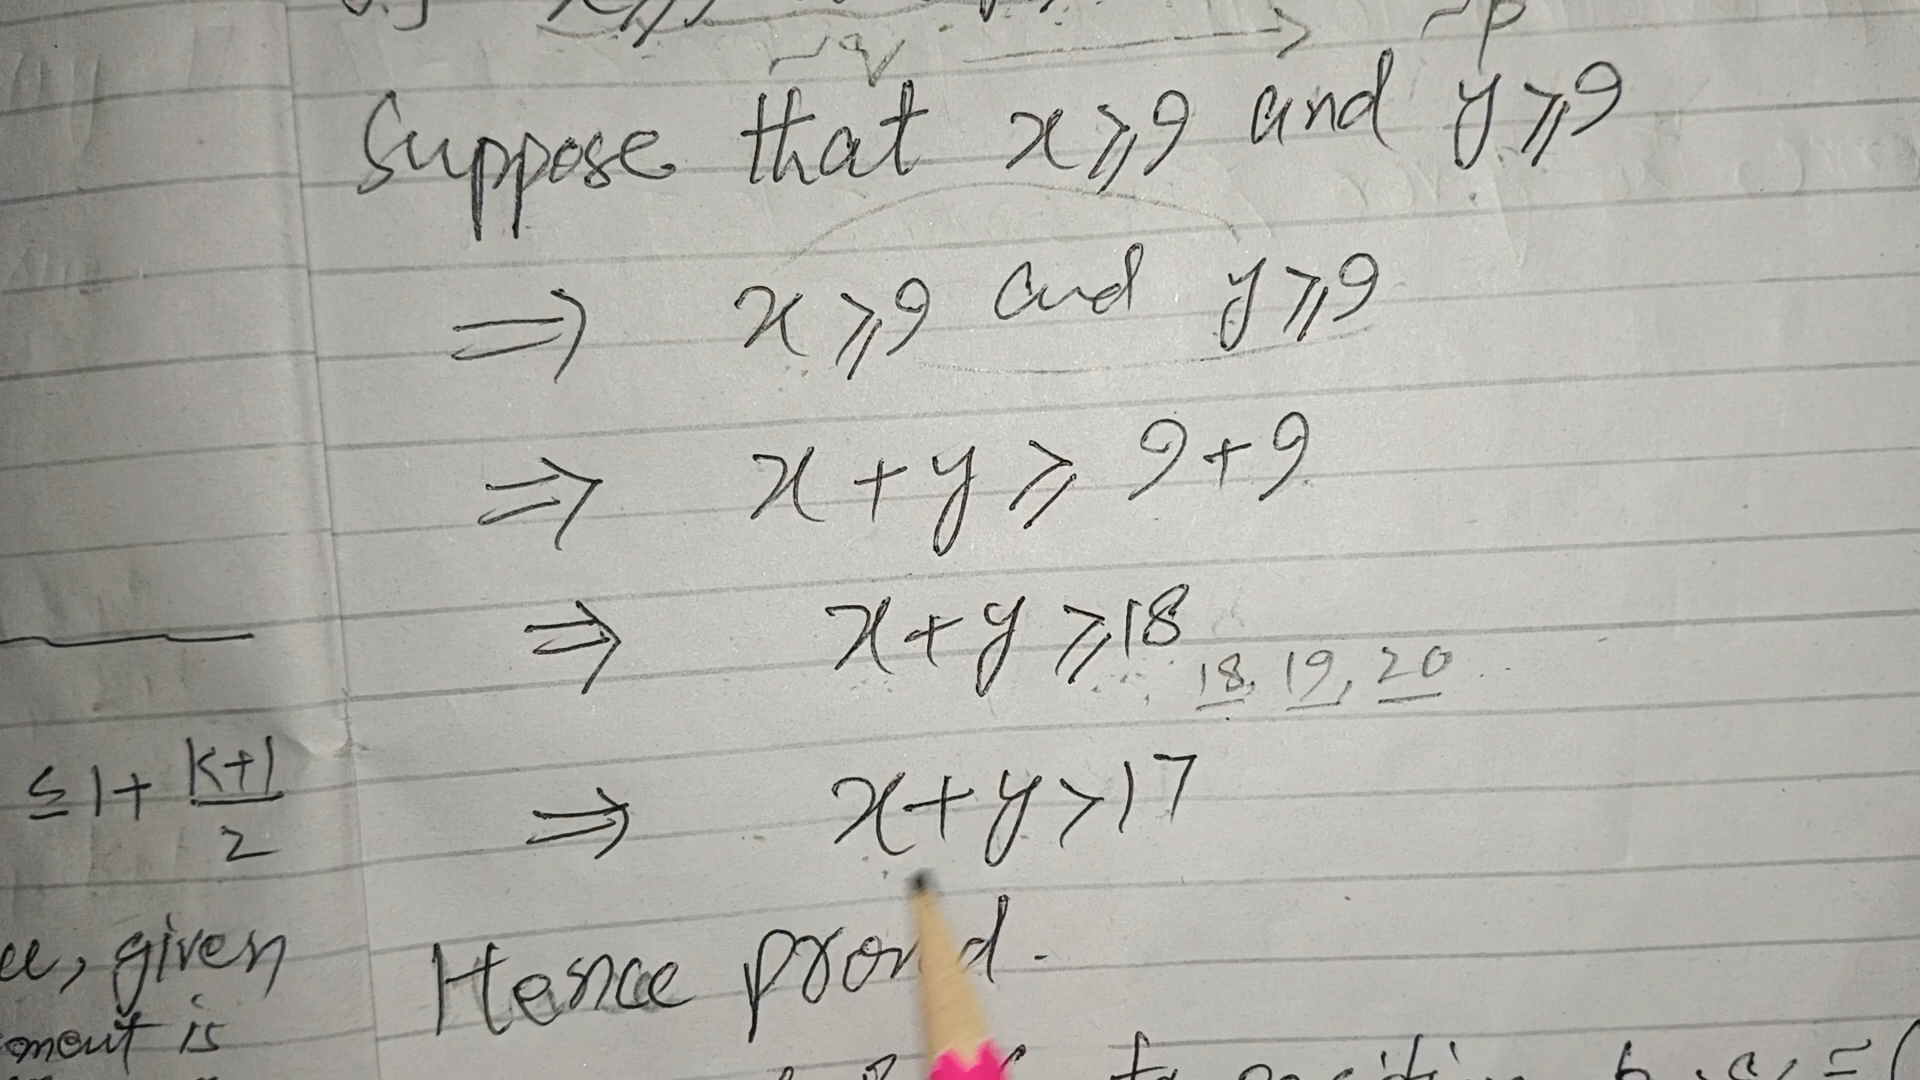 ~q → ~p
Suppose that x ≥ 9 and y ≥ 9
⇒ x ≥ 9 and y ≥ 9
⇒ x + y ≥ 9 + 9
⇒ x + y ≥ 18
18, 19, 20
⇒ x + y > 17
Hence proved.
≤ 1 + (k+1)/2
given
ment is